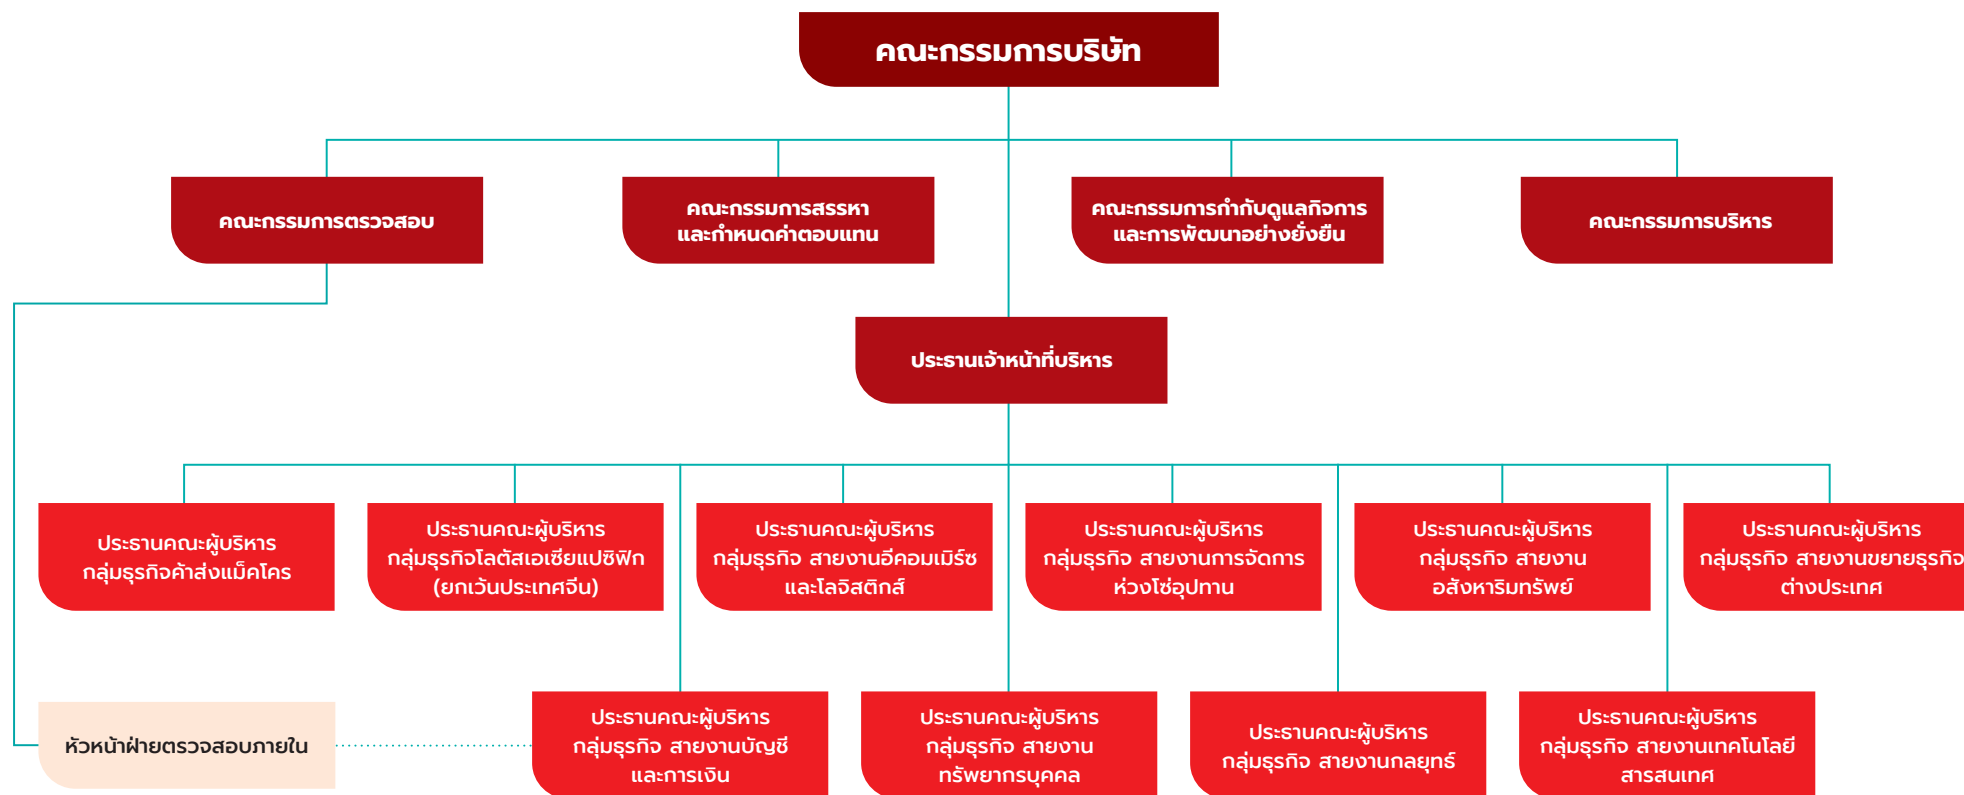 คณะกรรมการบริษัท
คณะกรรมการตรวจสอบ
คณะกรรมการสรรหา
และกำหนดค่าตอบแทน
คณะกรรมการกำกับดูแลกิจการ
และการพัฒนาอย่างยั่งยืน
คณะกรรมการบริหาร
ประธานเจ้าหน้าที่บริหาร
ประธานคณะผู้บริหาร
กลุ่มธุรกิจค้าส่งแม็คโคร
ประธานคณะผู้บริหาร
กลุ่มธุรกิจโลตัสเอเชียแปซิฟิก
(ยกเว้นประเทศจีน)
ประธานคณะผู้บริหาร
กลุ่มธุรกิจ สายงานอีคอมเมิร์ซ
และโลจิสติกส์
ประธานคณะผู้บริหาร
กลุ่มธุรกิจ สายงานการจัดการ
ห่วงโซ่อุปทาน
ประธานคณะผู้บริหาร
กลุ่มธุรกิจ สายงาน
อสังหาริมทรัพย์
ประธานคณะผู้บริหาร
กลุ่มธุรกิจ สายงานขยายธุรกิจ
ต่างประเทศ
หัวหน้าฝ่ายตรวจสอบภายใน
ประธานคณะผู้บริหาร
กลุ่มธุรกิจ สายงานบัญชี
และการเงิน
ประธานคณะผู้บริหาร
กลุ่มธุรกิจ สายงาน
ทรัพยากรบุคคล
ประธานคณะผู้บริหาร
กลุ่มธุรกิจ สายงานกลยุทธ์
ประธานคณะผู้บริหาร
กลุ่มธุรกิจ สายงานเทคโนโลยี
สารสนเทศ